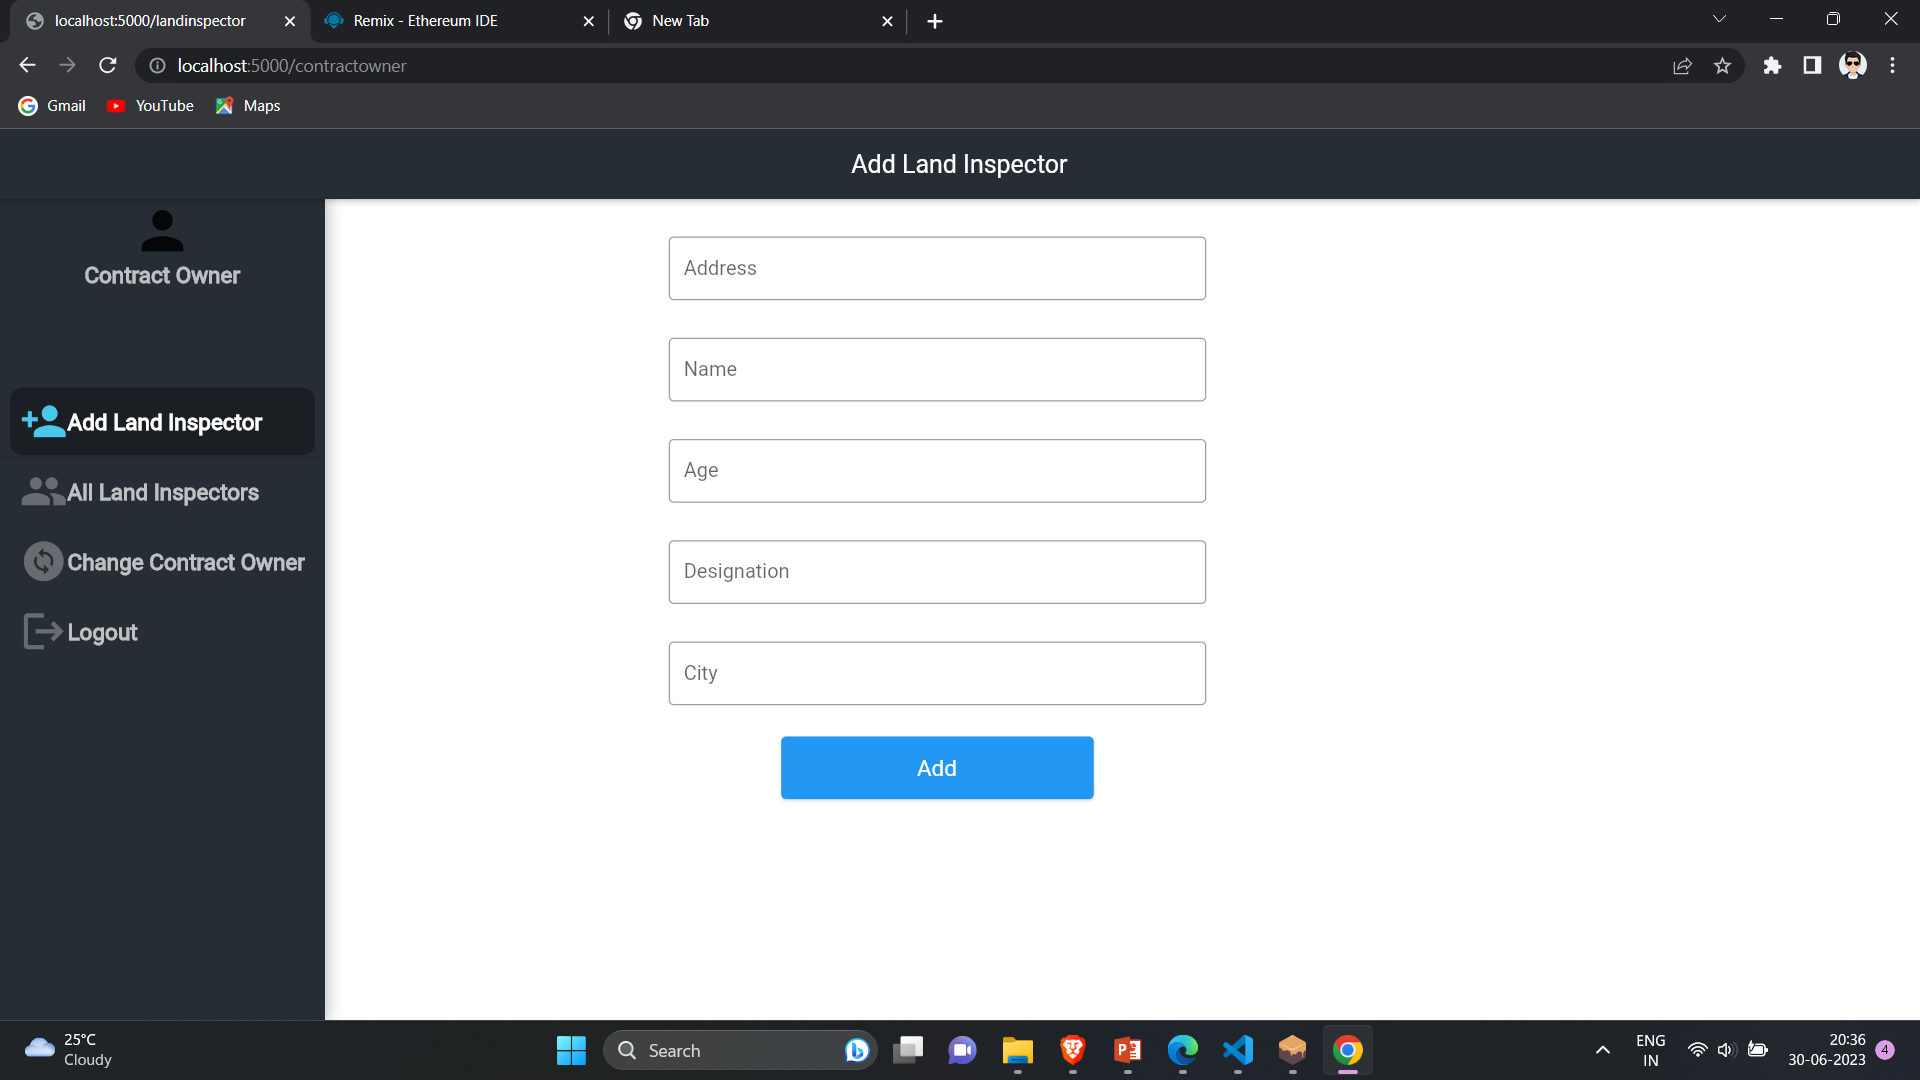 localhost:5000/landinspector
Remix - Ethereum IDE
New Tab
localhost:5000/contractowner
Gmail
YouTube
Maps
Add Land Inspector
Contract Owner
Add Land Inspector
All Land Inspectors
Change Contract Owner
Logout
Address
Name
Age
Designation
City
Add
25°C
Cloudy
Search
ENG
IN
20:36
30-06-2023
4